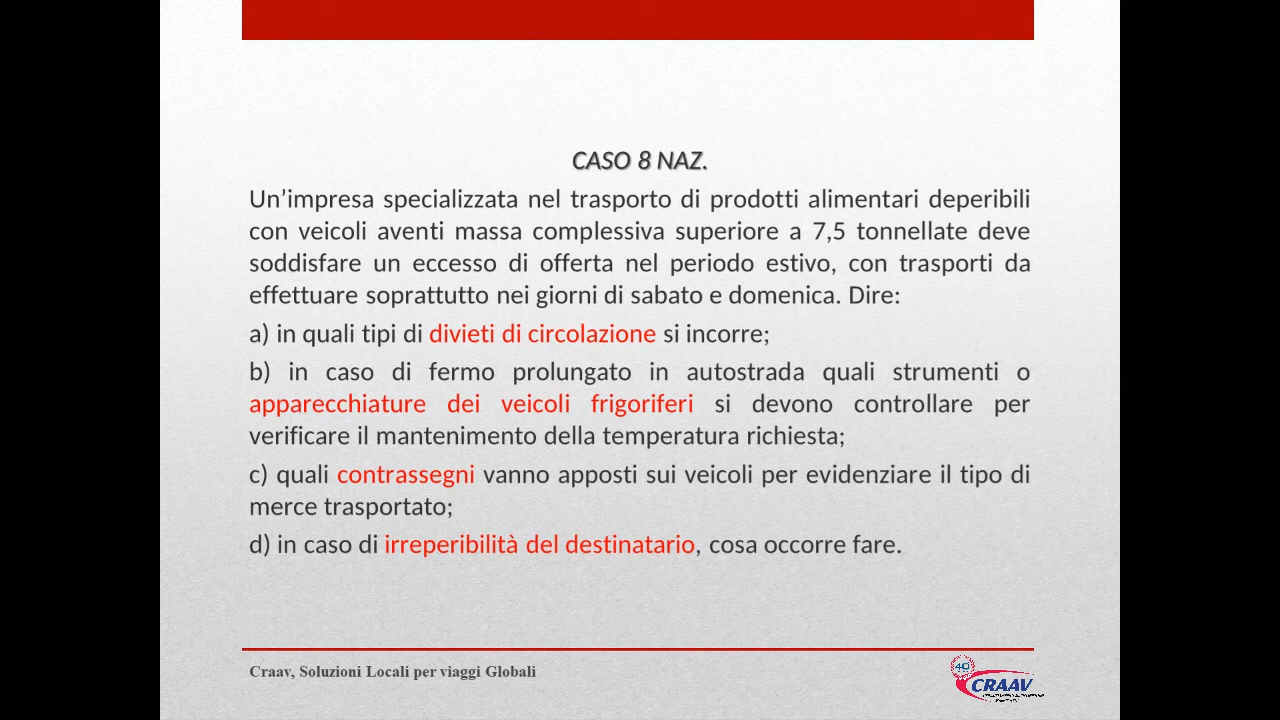 CASO 8 NAZ.
Un’impresa specializzata nel trasporto di prodotti alimentari deperibili
con veicoli aventi massa complessiva superiore a 7,5 tonnellate deve
soddisfare un eccesso di offerta nel periodo estivo, con trasporti da
effettuare soprattutto nei giorni di sabato e domenica. Dire:
a) in quali tipi di divieti di circolazione si incorre;
b) in caso di fermo prolungato in autostrada quali strumenti o
apparecchiature dei veicoli frigoriferi si devono controllare per
verificare il mantenimento della temperatura richiesta;
c) quali contrassegni vanno apposti sui veicoli per evidenziare il tipo di
merce trasportato;
d) in caso di irreperibilità del destinatario, cosa occorre fare.
Craav, Soluzioni Locali per viaggi Globali
40
CRAAV